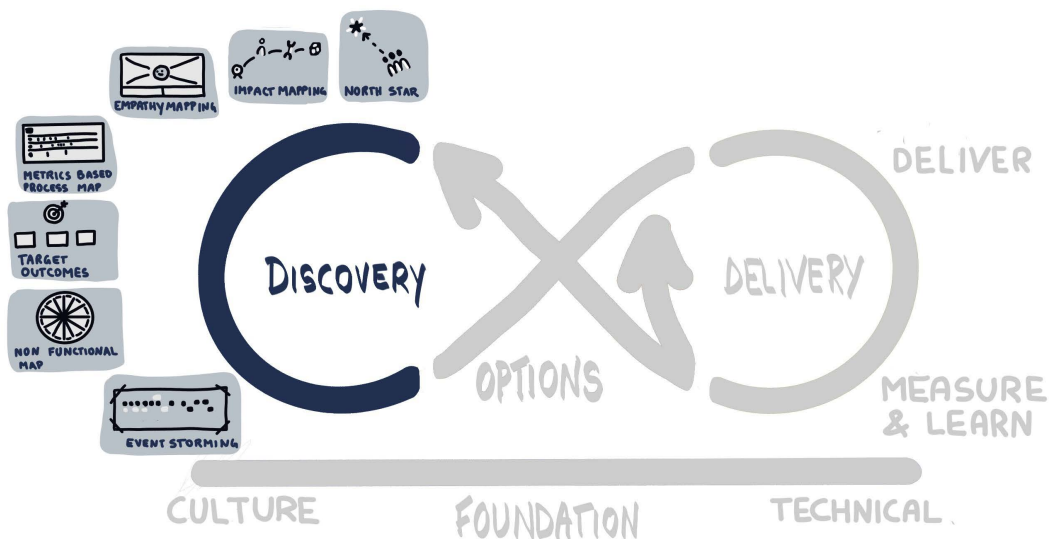 EMPATHY MAPPING
IMPACT MAPPING
NORTH STAR
METRICS BASED
PROCESS MAP
TARGET
OUTCOMES
NON FUNCTIONAL
MAP
EVENT STORMING
DISCOVERY
OPTIONS
DELIVERY
DELIVER
MEASURE
& LEARN
CULTURE
FOUNDATION
TECHNICAL